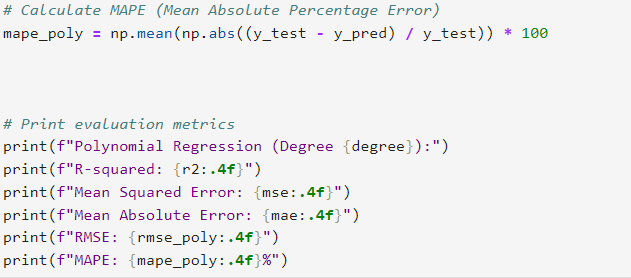 # Calculate MAPE (Mean Absolute Percentage Error)
mape_poly = np.mean(np.abs((y_test - y_pred) / y_test)) * 100
# Print evaluation metrics
print(f"Polynomial Regression (Degree {degree}):")
print(f"R-squared: {r2:.4f}")
print(f"Mean Squared Error: {mse:.4f}")
print(f"Mean Absolute Error: {mae:.4f}")
print(f"RMSE: {rmse_poly:.4f}")
print(f"MAPE: {mape_poly:.4f}%")